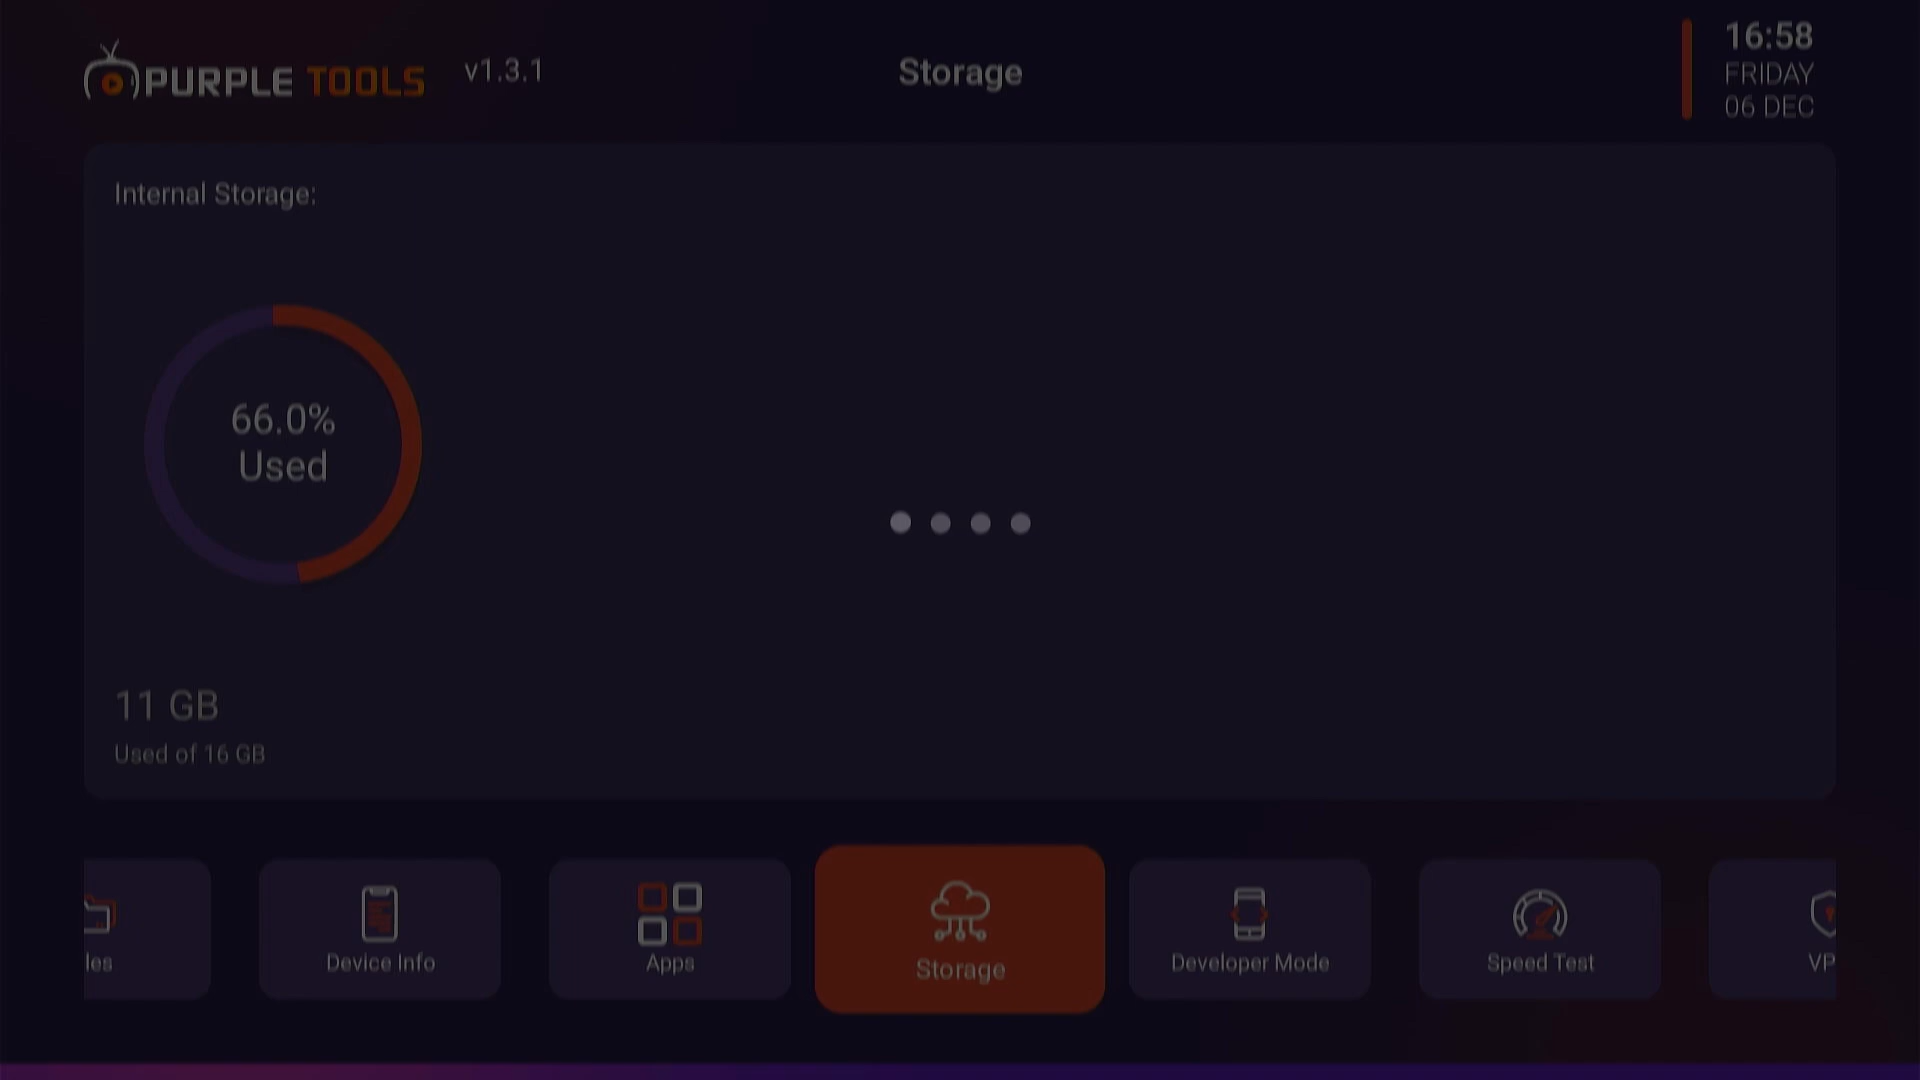 PURPLE TOOLS
v1.3.1
Storage
16:58
FRIDAY
06 DEC
Internal Storage:
66.0%
Used
11 GB
Used of 16 GB
les
Device Info
Apps
Storage
Developer Mode
Speed Test
VP